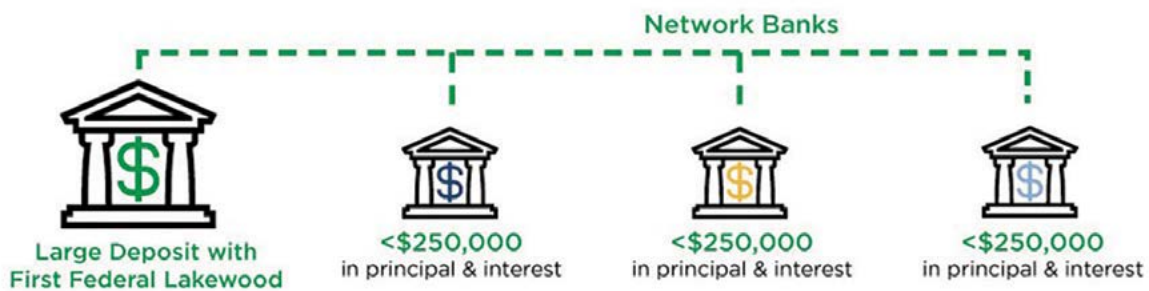 Network Banks
$
$
$
$
Large Deposit with
First Federal Lakewood
<$250,000
in principal & interest
<$250,000
in principal & interest
<$250,000
in principal & interest